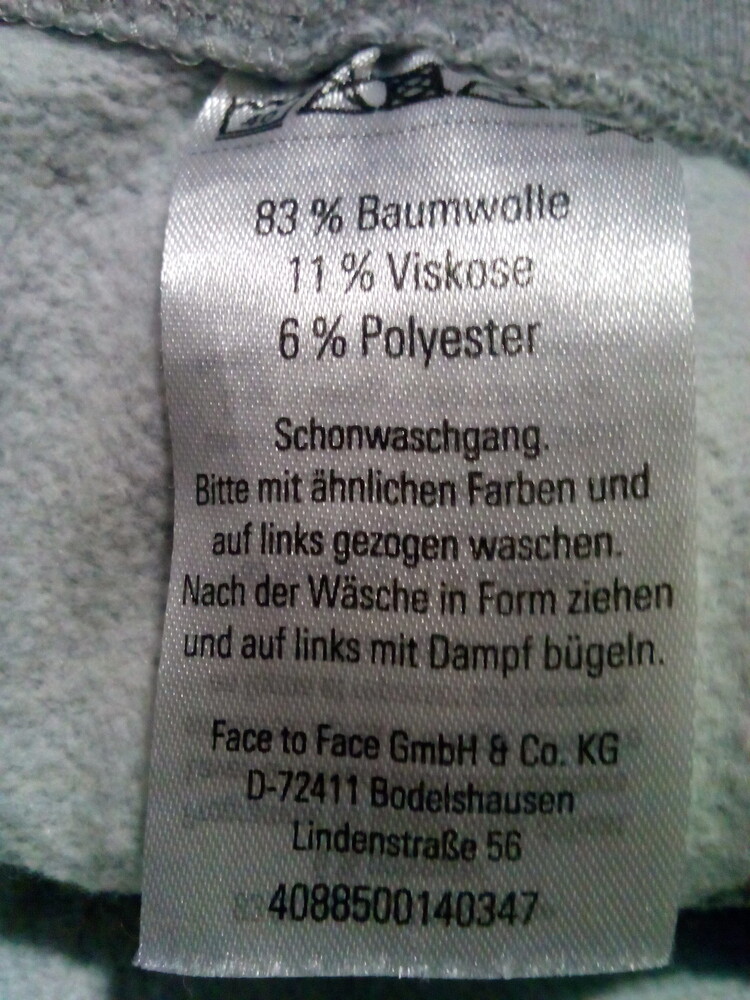 83 % Baumwolle
11 % Viskose
6 % Polyester
Schonwaschgang.
Bitte mit ähnlichen Farben und
auf links gezogen waschen.
Nach der Wäsche in Form ziehen
und auf links mit Dampf bügeln.
Face to Face GmbH & Co. KG
D-72411 Bodelshausen
Lindenstraße 56
4088500140347